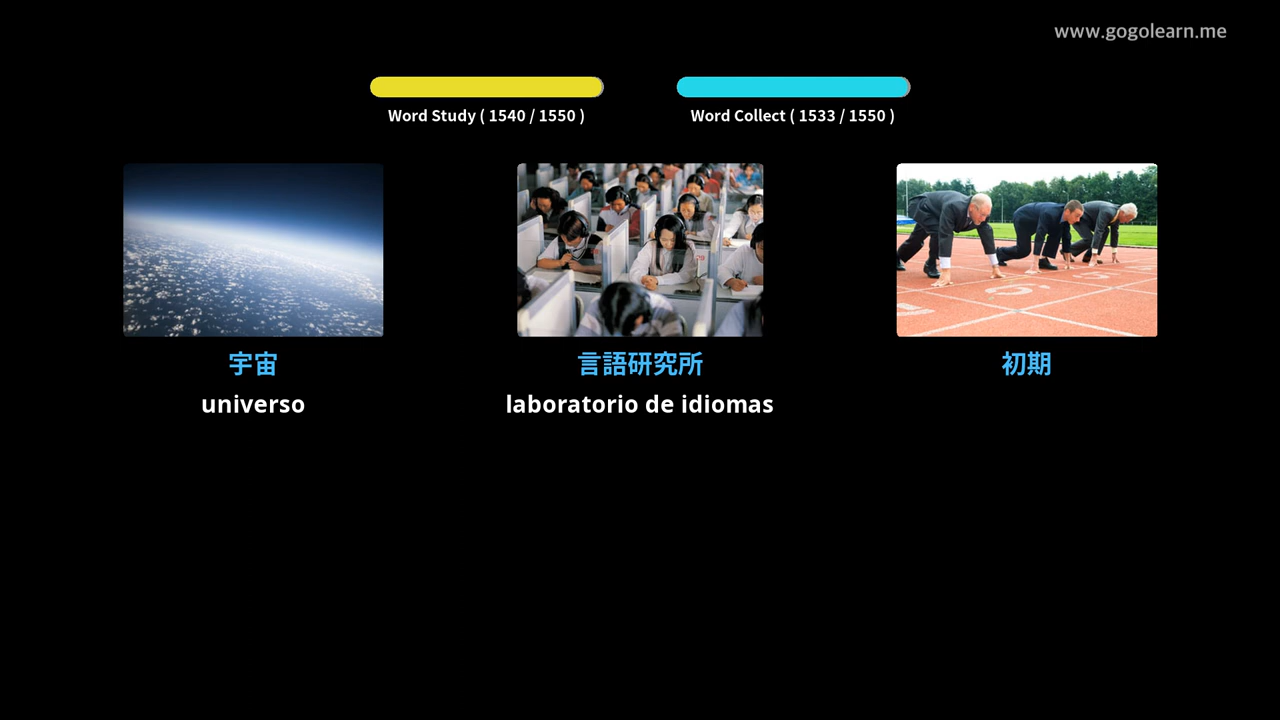 www.gogolearn.me
Word Study ( 1540 / 1550 )
Word Collect ( 1533 / 1550 )
宇宙
universo
言語研究所
laboratorio de idiomas
初期